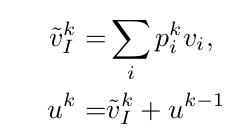 ṽ_I^k = ∑_i p_i^k v_i,
u^k = ṽ_I^k + u^{k−1}